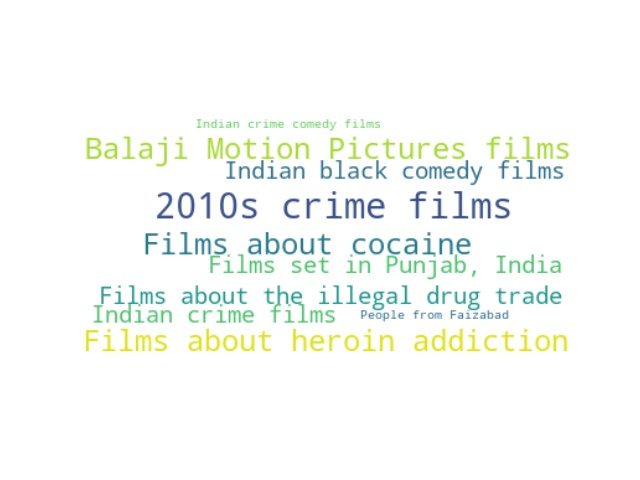 Indian crime comedy films
Balaji Motion Pictures films
Indian black comedy films
2010s crime films
Films about cocaine
Films set in Punjab, India
Films about the illegal drug trade
Indian crime films
People from Faizabad
Films about heroin addiction